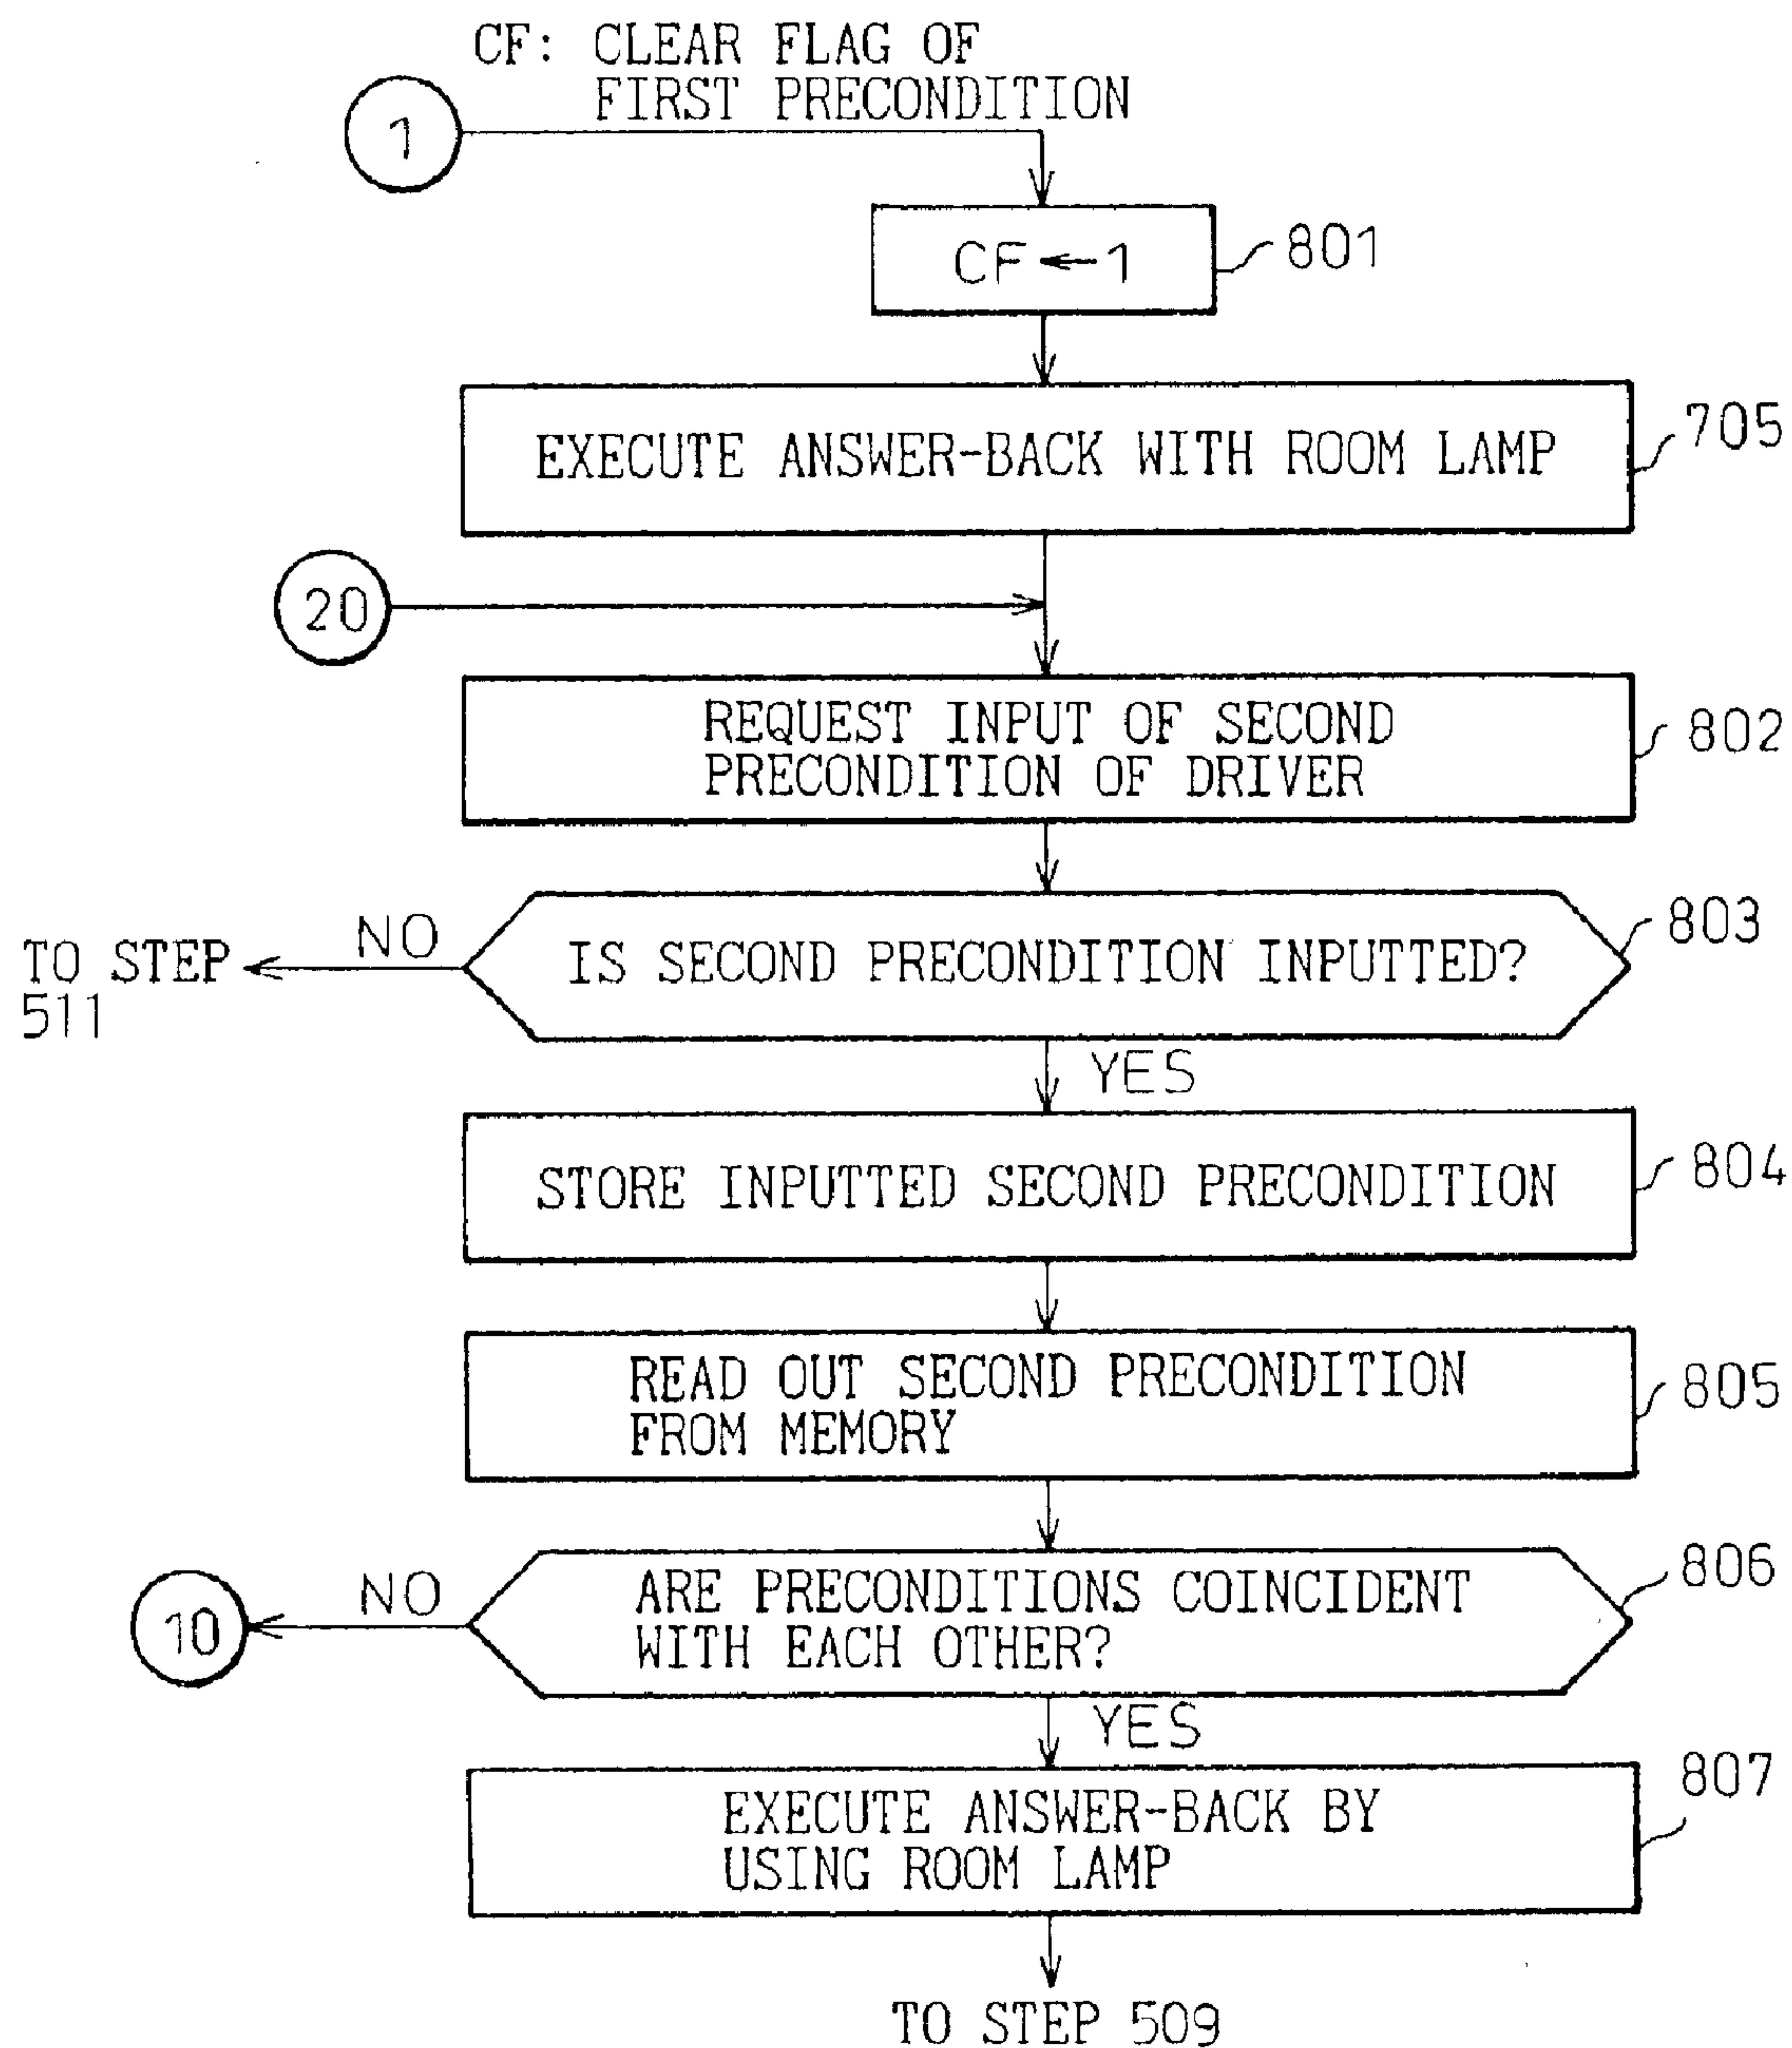 CF: CLEAR FLAG OF
FIRST PRECONDITION
1
CF ← 1
801
EXECUTE ANSWER-BACK WITH ROOM LAMP
705
20
REQUEST INPUT OF SECOND
PRECONDITION OF DRIVER
802
IS SECOND PRECONDITION INPUTTED?
803
NO
TO STEP
511
YES
STORE INPUTTED SECOND PRECONDITION
804
READ OUT SECOND PRECONDITION
FROM MEMORY
805
ARE PRECONDITIONS COINCIDENT
WITH EACH OTHER?
806
NO
10
YES
EXECUTE ANSWER-BACK BY
USING ROOM LAMP
807
TO STEP 509